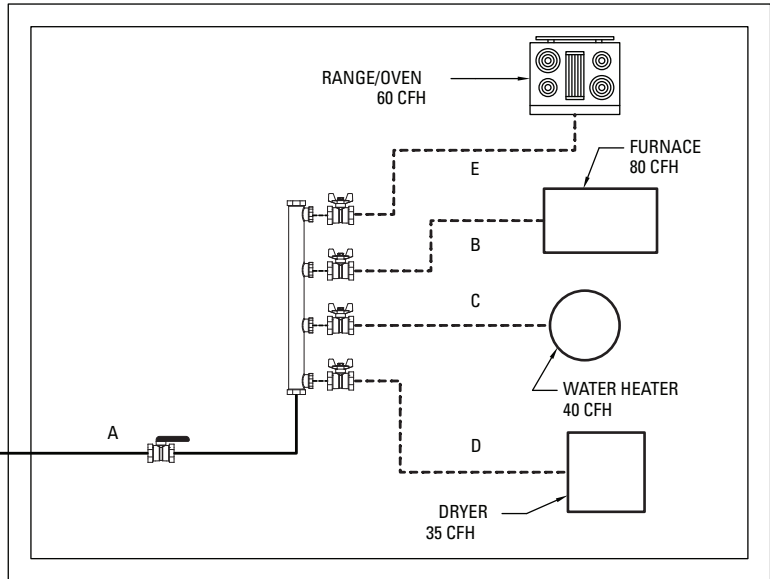 RANGE/OVEN
60 CFH
E
FURNACE
80 CFH
B
C
WATER HEATER
40 CFH
A
D
DRYER
35 CFH